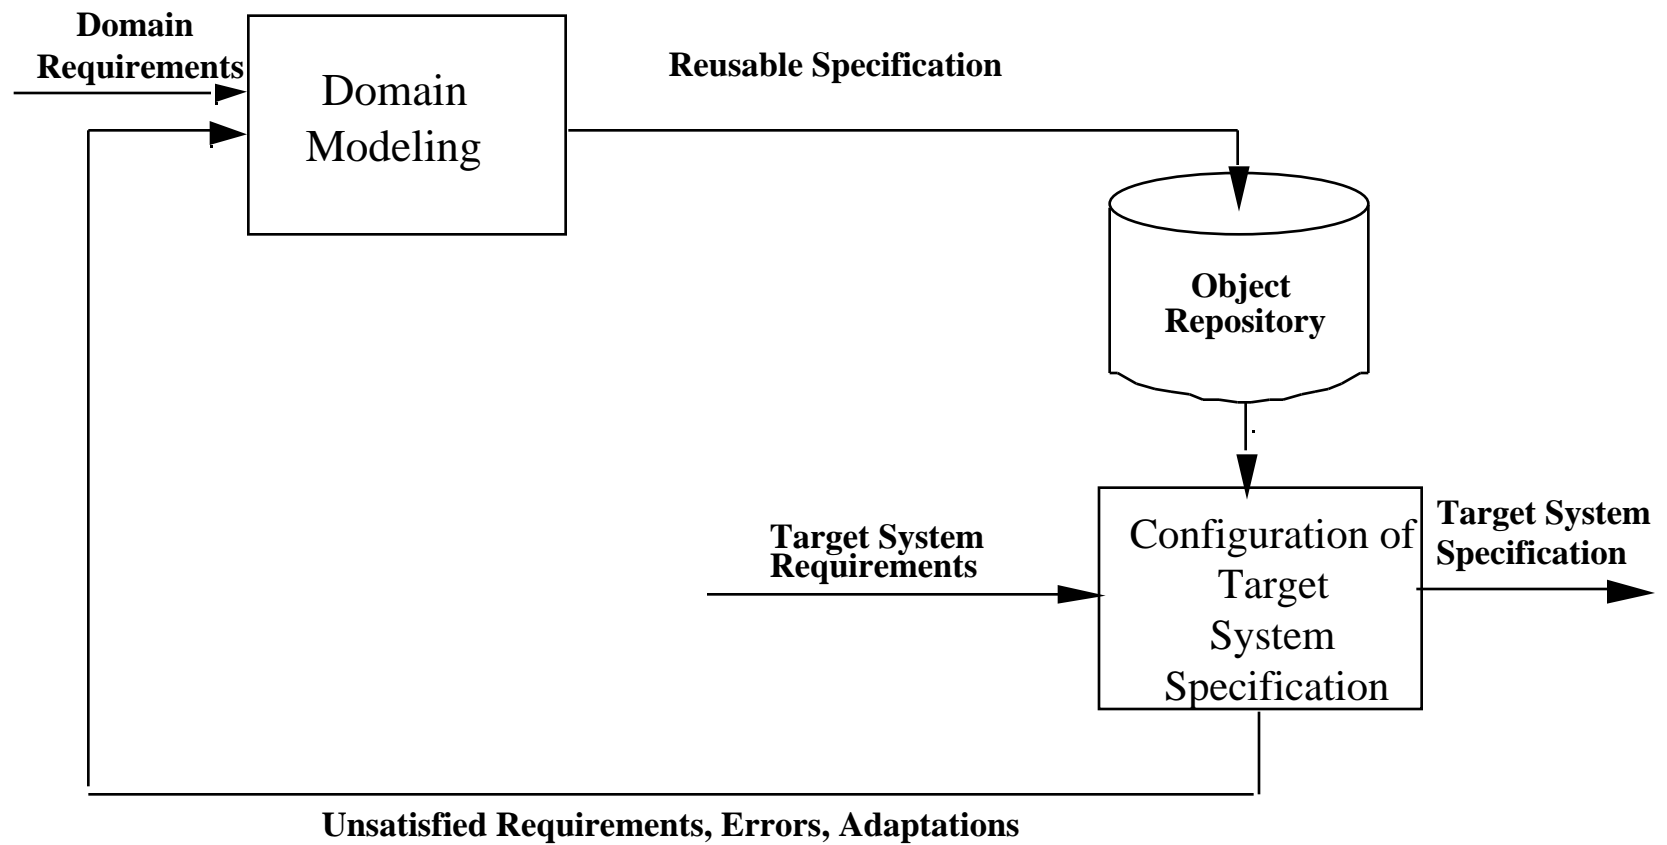 Domain
Requirements
Domain
Modeling
Reusable Specification
Object
Repository
Target System
Requirements
Configuration of
Target
System
Specification
Target System
Specification
Unsatisfied Requirements, Errors, Adaptations